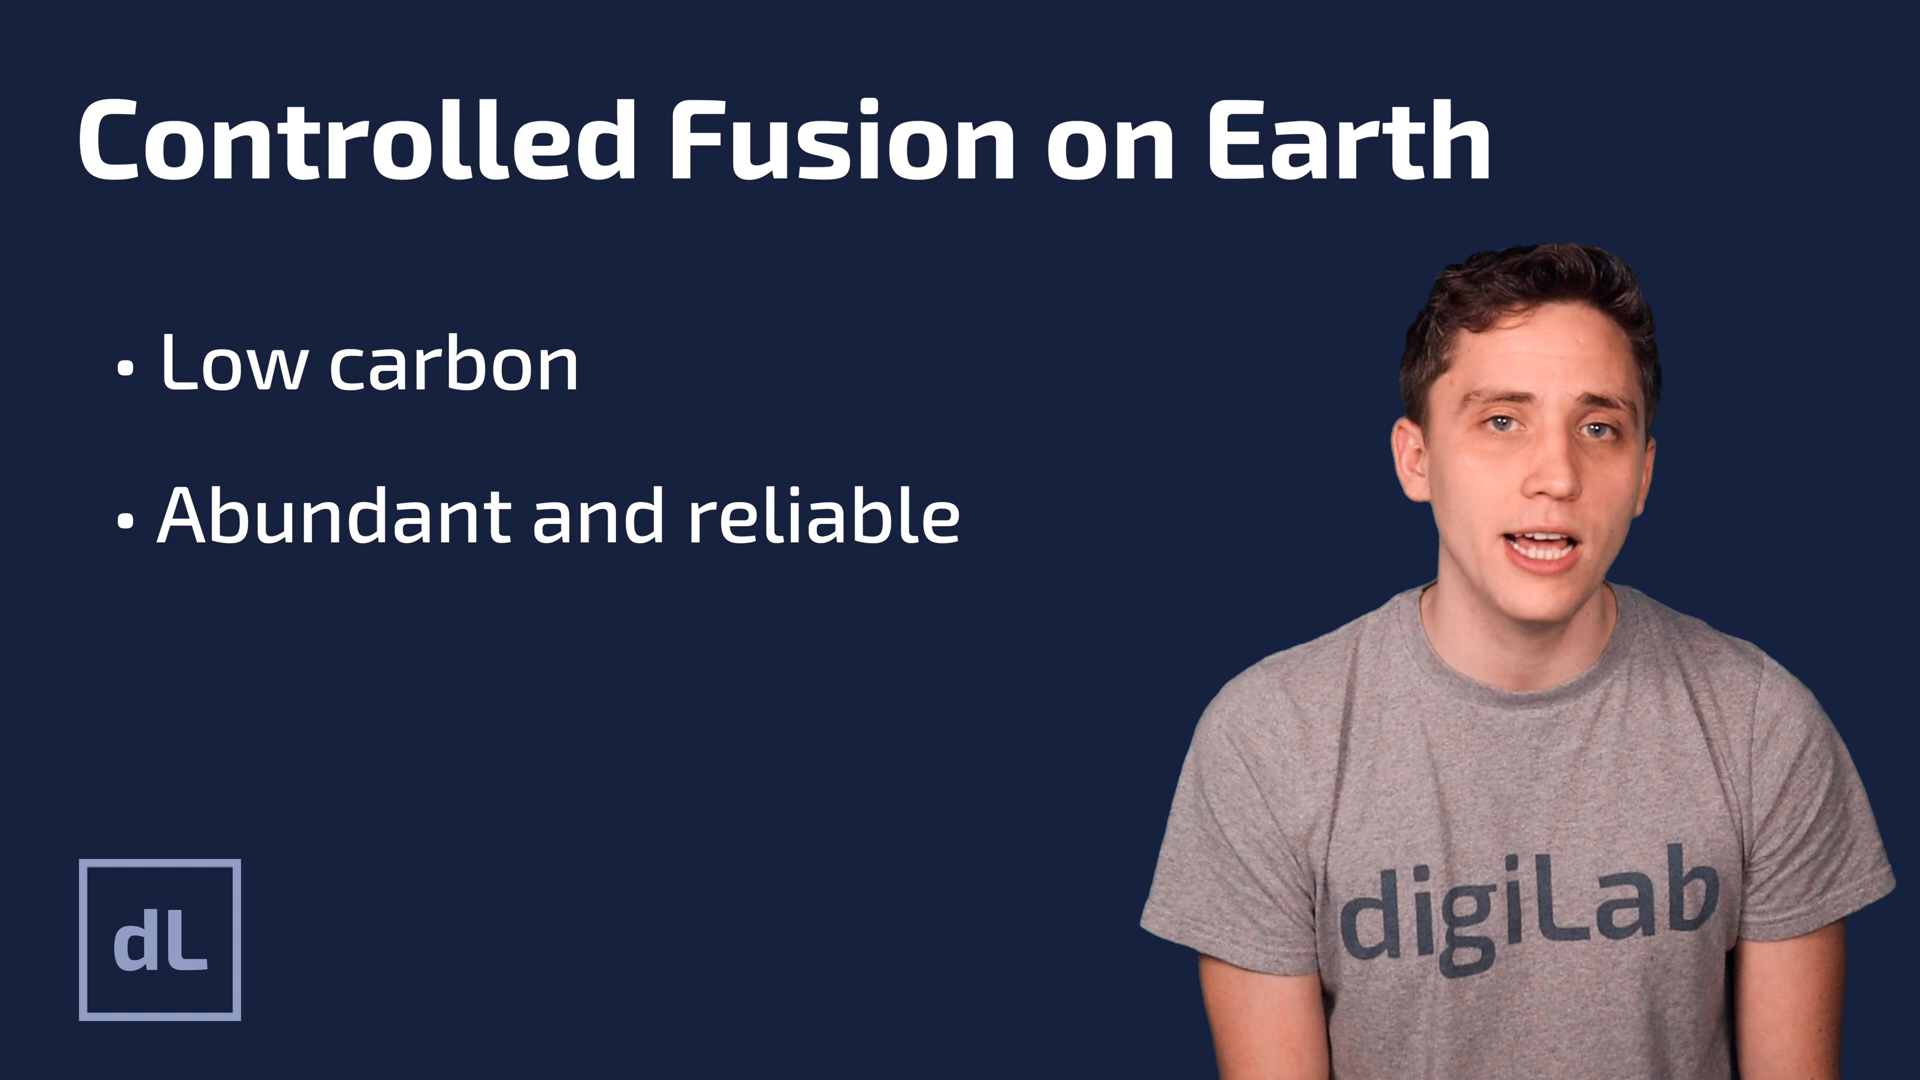 Controlled Fusion on Earth
• Low carbon
• Abundant and reliable
digiLab
dL